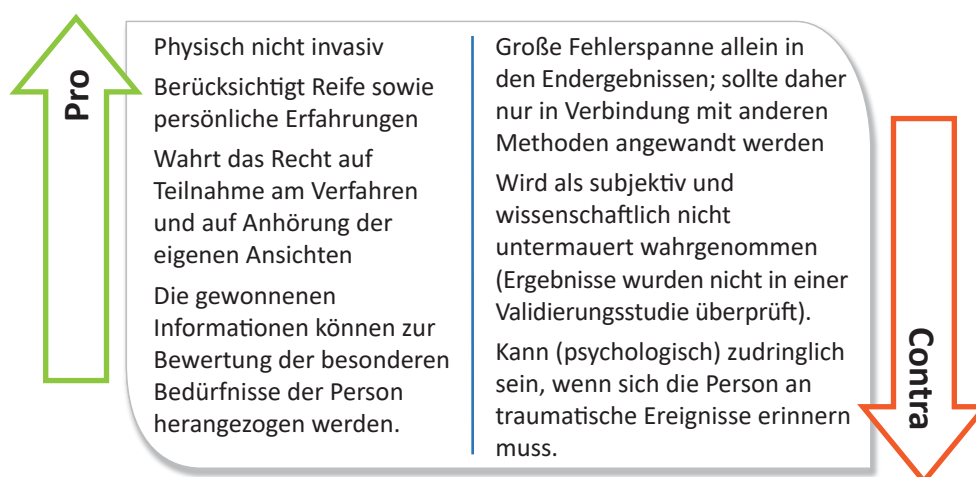 Pro
Physisch nicht invasiv
Berücksichtigt Reife sowie
persönliche Erfahrungen
Wahrt das Recht auf
Teilnahme am Verfahren
und auf Anhörung der
eigenen Ansichten
Die gewonnenen
Informationen können zur
Bewertung der besonderen
Bedürfnisse der Person
herangezogen werden.
Große Fehlerspanne allein in
den Endergebnissen; sollte daher
nur in Verbindung mit anderen
Methoden angewandt werden
Wird als subjektiv und
wissenschaftlich nicht
untermauert wahrgenommen
(Ergebnisse wurden nicht in einer
Validierungsstudie überprüft).
Kann (psychologisch) zudringlich
sein, wenn sich die Person an
traumatische Ereignisse erinnern
muss.
Contra